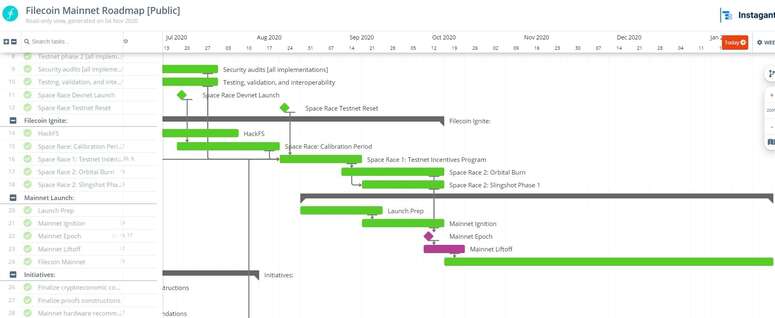 Filecoin Mainnet Roadmap [Public]
Read-only view, generated on 04 Nov 2020
Instagant
Search tasks...
Jul 2020 Aug 2020 Sep 2020 Oct 2020 Nov 2020 Dec 2020
13 20 27 03 10 17 24 31 07 14 21 28 05 12 19 26 02 09 16 23 30 07 14 21 28
Today
WEE
8 Testnet phase 2 [all implem...
9 Security audits [all impleme... Security audits [all implementations]
10 Testing, validation, and inte... Testing, validation, and interoperability
11 Space Race Devnet Launch Space Race Devnet Launch
12 Space Race Testnet Reset Space Race Testnet Reset
Filecoin Ignite: Filecoin Ignite:
14 HackFS HackFS
15 Space Race: Calibration Peri... Space Race: Calibration Period
16 Space Race 1: Testnet Incen... Space Race 1: Testnet Incentives Program
17 Space Race 2: Orbital Burn Space Race 2: Orbital Burn
18 Space Race 2: Slingshot Pha... Space Race 2: Slingshot Phase 1
Mainnet Launch:
20 Launch Prep Launch Prep
21 Mainnet Ignition Mainnet Ignition
22 Mainnet Epoch Mainnet Epoch
23 Mainnet Liftoff Mainnet Liftoff
24 Filecoin Mainnet
Initiatives: Initiatives:
26 Finalize cryptoeconomic co... structions
27 Finalize proofs constructions
28 Mainnet hardware recomm... ndations